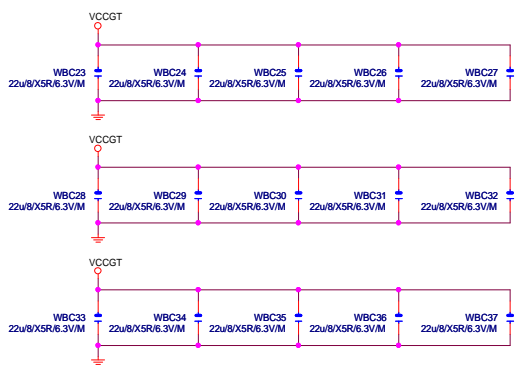 VCCGT
WBC23 WBC24 WBC25 WBC26 WBC27
22u/8/X5R/6.3V/M 22u/8/X5R/6.3V/M 22u/8/X5R/6.3V/M 22u/8/X5R/6.3V/M 22u/8/X5R/6.3V/M
VCCGT
WBC28 WBC29 WBC30 WBC31 WBC32
22u/8/X5R/6.3V/M 22u/8/X5R/6.3V/M 22u/8/X5R/6.3V/M 22u/8/X5R/6.3V/M 22u/8/X5R/6.3V/M
VCCGT
WBC33 WBC34 WBC35 WBC36 WBC37
22u/8/X5R/6.3V/M 22u/8/X5R/6.3V/M 22u/8/X5R/6.3V/M 22u/8/X5R/6.3V/M 22u/8/X5R/6.3V/M